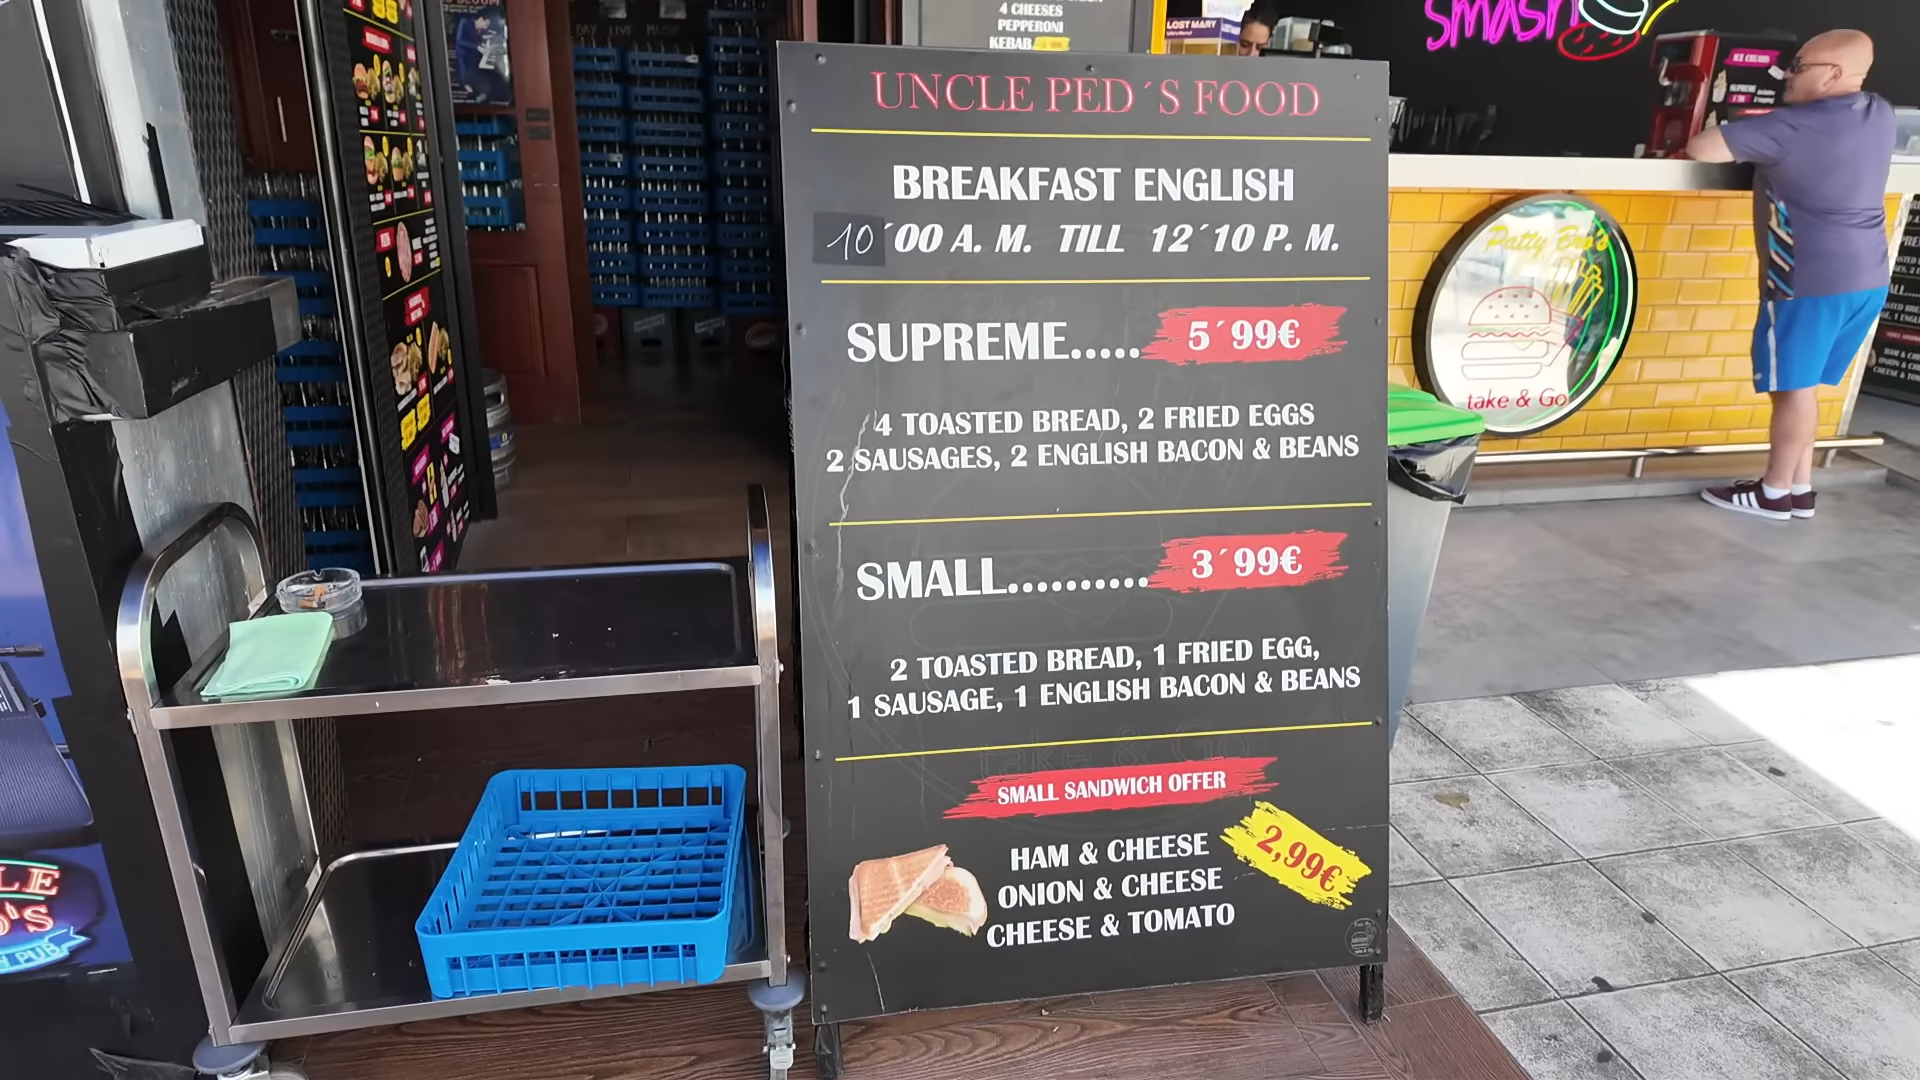 4 CHEESES
PEPPERONI
KEBAB
LOST MARY
smash
ICE CREAMS
UNCLE PED´S FOOD
BREAKFAST ENGLISH
10´00 A. M. TILL 12´10 P. M.
SUPREME..... 5´99€
4 TOASTED BREAD, 2 FRIED EGGS
2 SAUSAGES, 2 ENGLISH BACON & BEANS
SMALL.......... 3´99€
2 TOASTED BREAD, 1 FRIED EGG,
1 SAUSAGE, 1 ENGLISH BACON & BEANS
SMALL SANDWICH OFFER
HAM & CHEESE
ONION & CHEESE
CHEESE & TOMATO
2,99€
Patty Bro's
take & Go
PUB